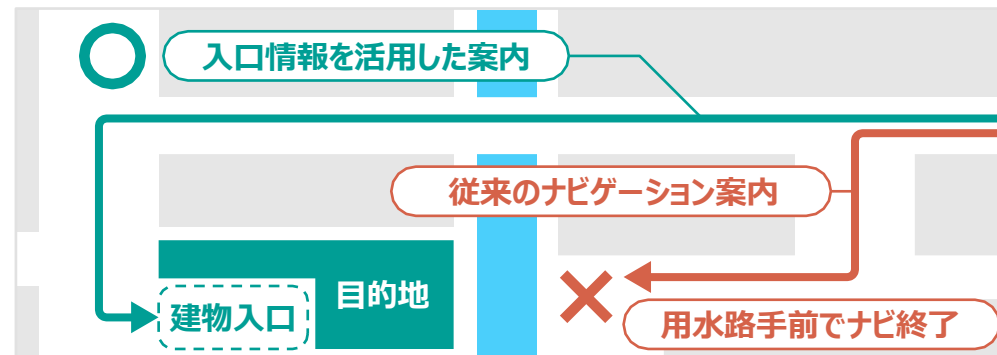 入口情報を活用した案内
従来のナビゲーション案内
目的地
建物入口
用水路手前でナビ終了